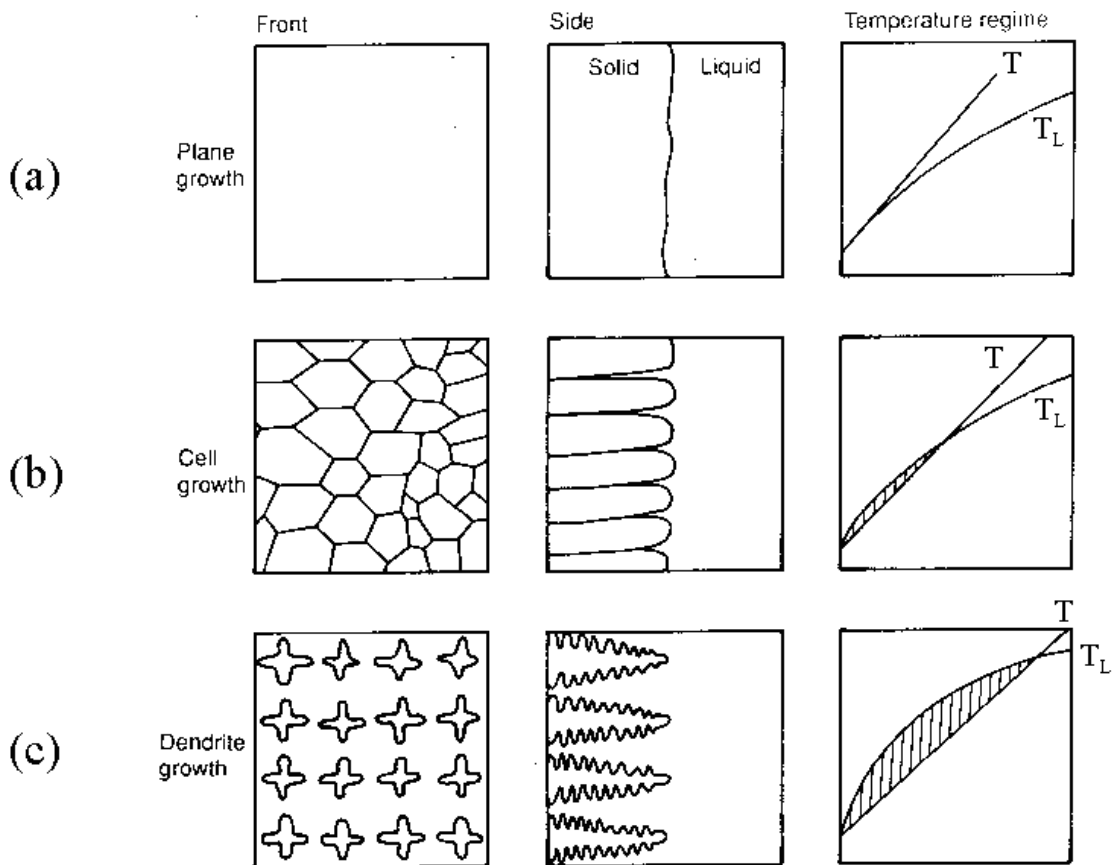 Front Side Temperature regime
(a)
Plane
growth
Solid Liquid
T
T_L
(b)
Cell
growth
T
T_L
(c)
Dendrite
growth
T
T_L